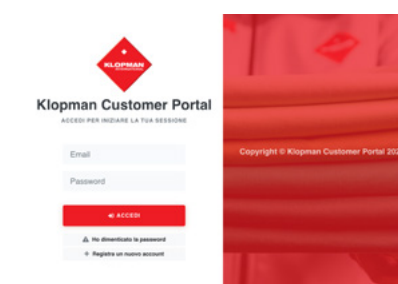 KLOPMAN
INTERNATIONAL
Klopman Customer Portal
ACCEDI PER INIZIARE LA TUA SESSIONE
Email
Password
ACCEDI
Ho dimenticato la password
Registra un nuovo account
Copyright © Klopman Customer Portal